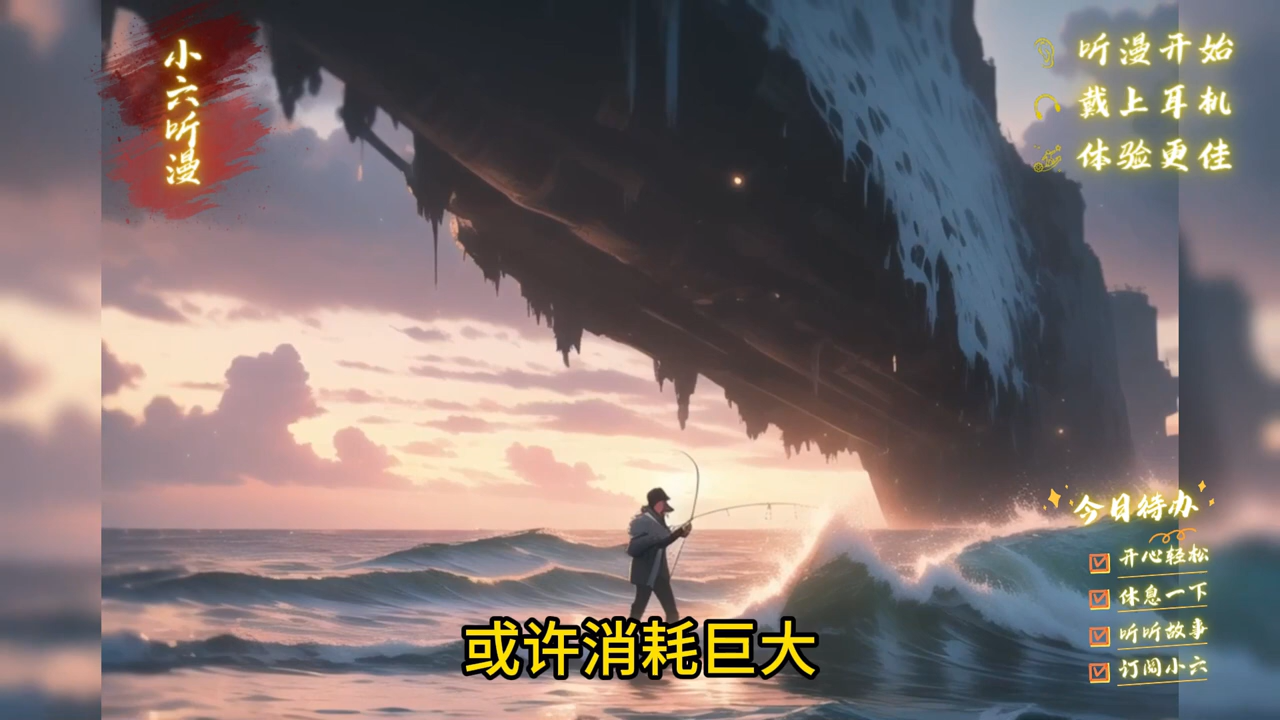 小六听漫
听漫开始
戴上耳机
体验更佳
今日待办
开心轻松
休息一下
听听故事
订阅小六
或许消耗巨大